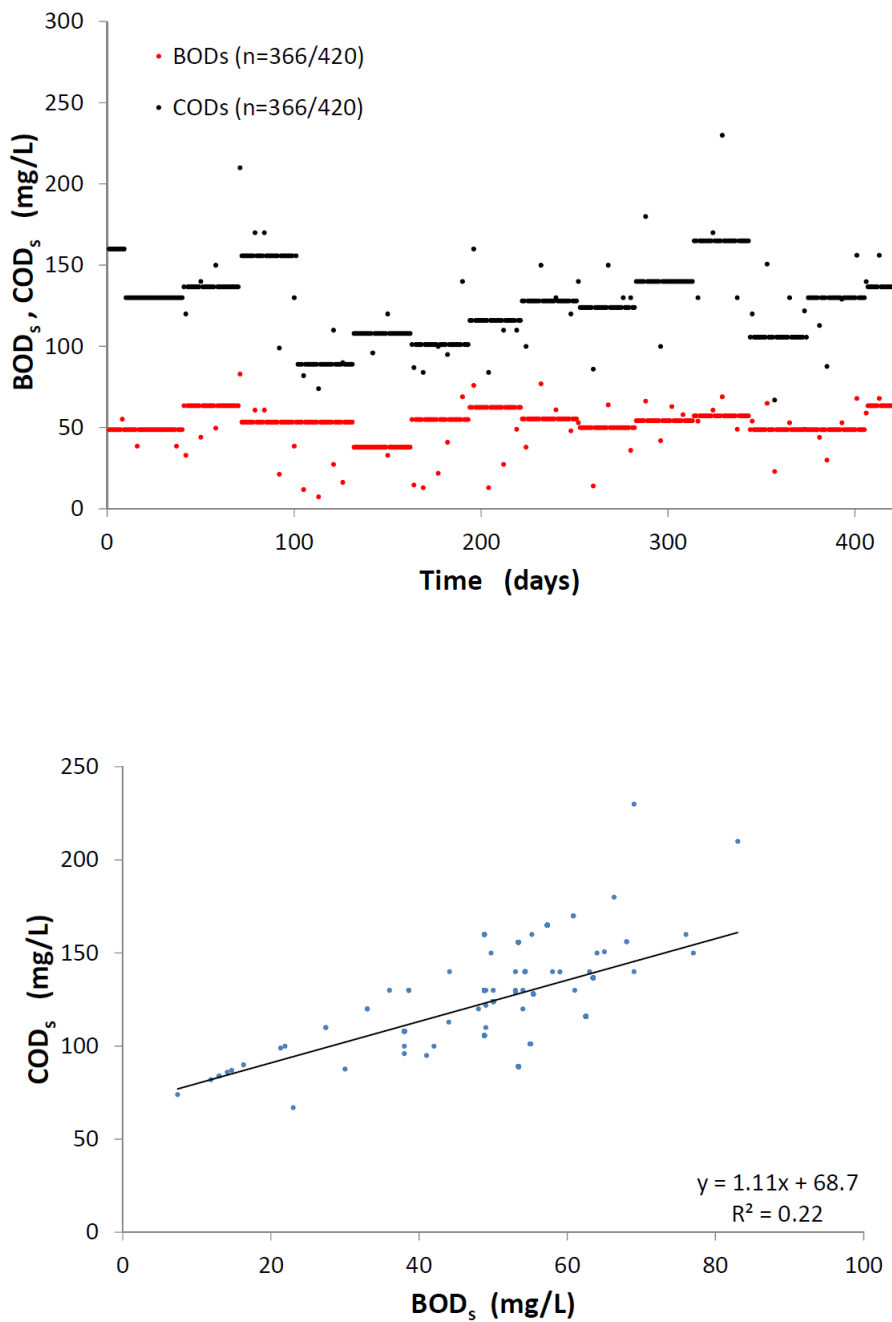 300
250
200
150
100
50
0
BODs, CODs (mg/L)
BODs (n=366/420)
CODs (n=366/420)
0 100 200 300 400
Time (days)
250
200
150
100
50
0
CODs (mg/L)
y = 1.11x + 68.7
R² = 0.22
0 20 40 60 80 100
BODs (mg/L)